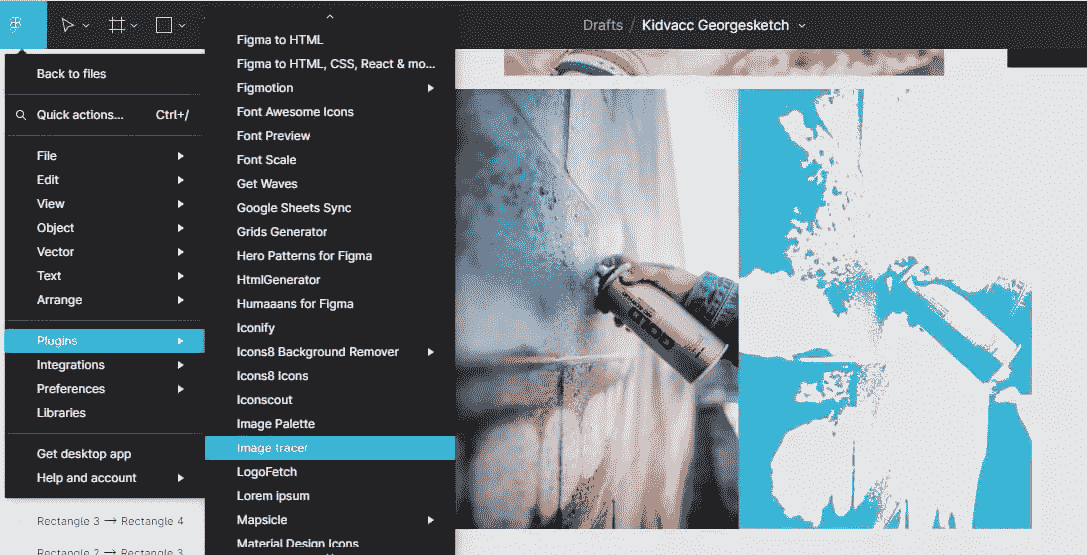 Drafts / Kidvacc Georgesketch
Back to files
Quick actions... Ctrl+/
File
Edit
View
Object
Vector
Text
Arrange
Plugins
Integrations
Preferences
Libraries
Get desktop app
Help and account
Rectangle 3 → Rectangle 4
Rectangle 2 → Rectangle 3
Figma to HTML
Figma to HTML, CSS, React & mo...
Figmotion
Font Awesome Icons
Font Preview
Font Scale
Get Waves
Google Sheets Sync
Grids Generator
Hero Patterns for Figma
HtmlGenerator
Humaaans for Figma
Iconify
Icons8 Background Remover
Icons8 Icons
Iconscout
Image Palette
Image tracer
LogoFetch
Lorem ipsum
Mapsicle
Material Design Icons
GOLD